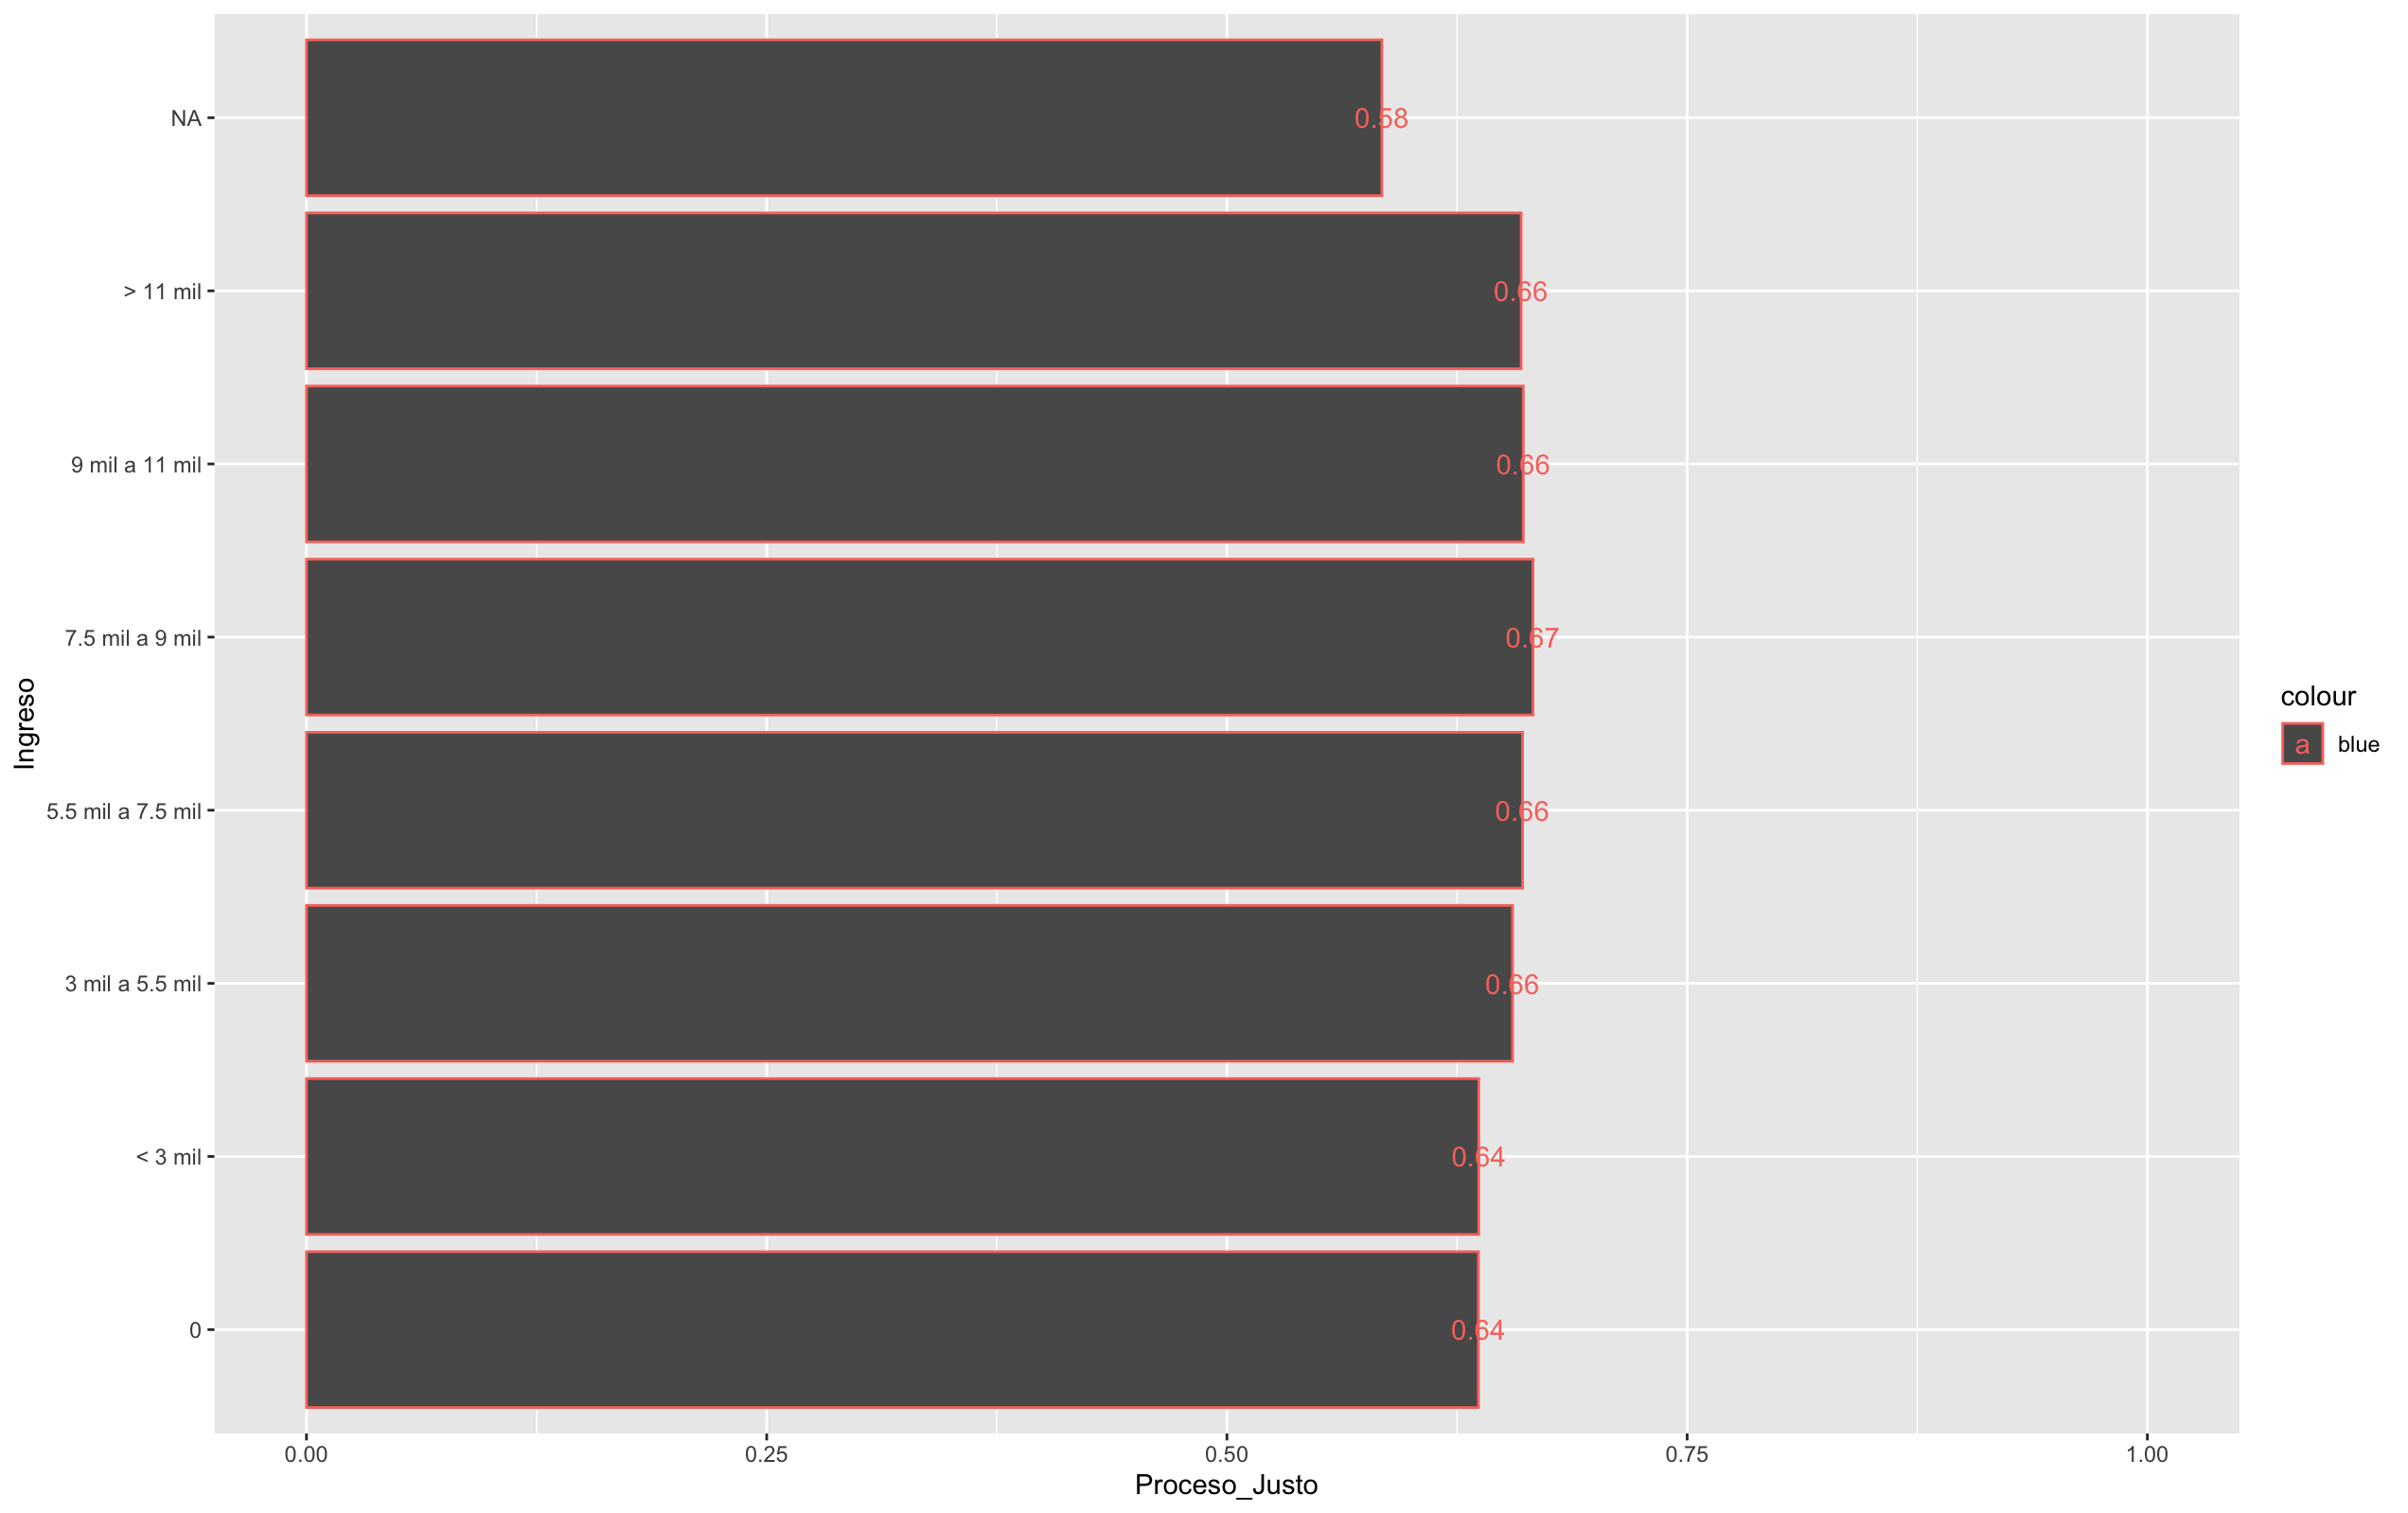 NA
0.58
> 11 mil
0.66
9 mil a 11 mil
0.66
7.5 mil a 9 mil
0.67
Ingreso
5.5 mil a 7.5 mil
0.66
3 mil a 5.5 mil
0.66
< 3 mil
0.64
0
0.64
0.00 0.25 0.50 0.75 1.00
Proceso_Justo
colour
a blue